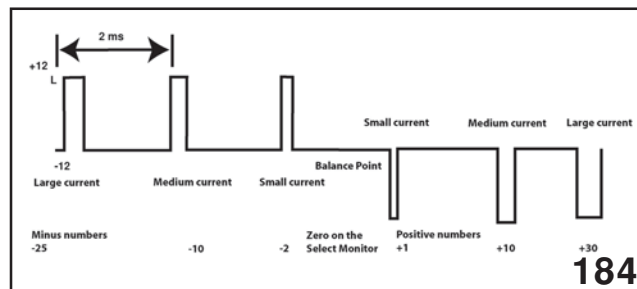 2 ms
+12
L
Small current Medium current Large current
-12 Balance Point
Large current Medium current Small current
Minus numbers Zero on the Positive numbers
-25 -10 -2 Select Monitor +1 +10 +30
184